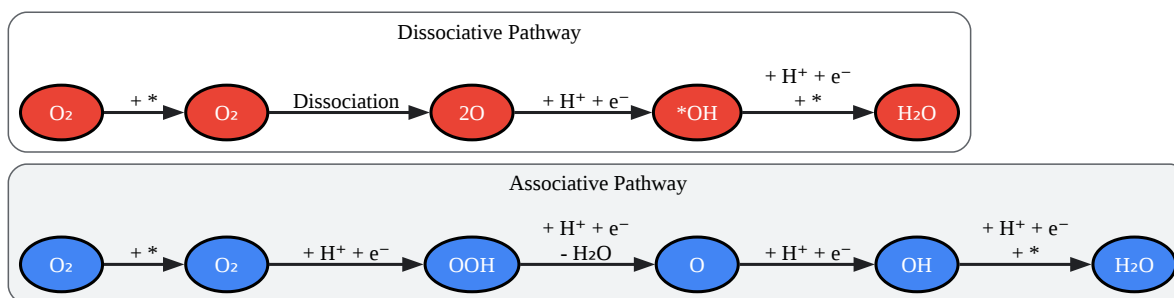 Dissociative Pathway
O₂
+ *
O₂
Dissociation
2O
+ H⁺ + e⁻
*OH
+ H⁺ + e⁻
+ *
H₂O
Associative Pathway
O₂
+ *
O₂
+ H⁺ + e⁻
OOH
+ H⁺ + e⁻
- H₂O
O
+ H⁺ + e⁻
OH
+ H⁺ + e⁻
+ *
H₂O